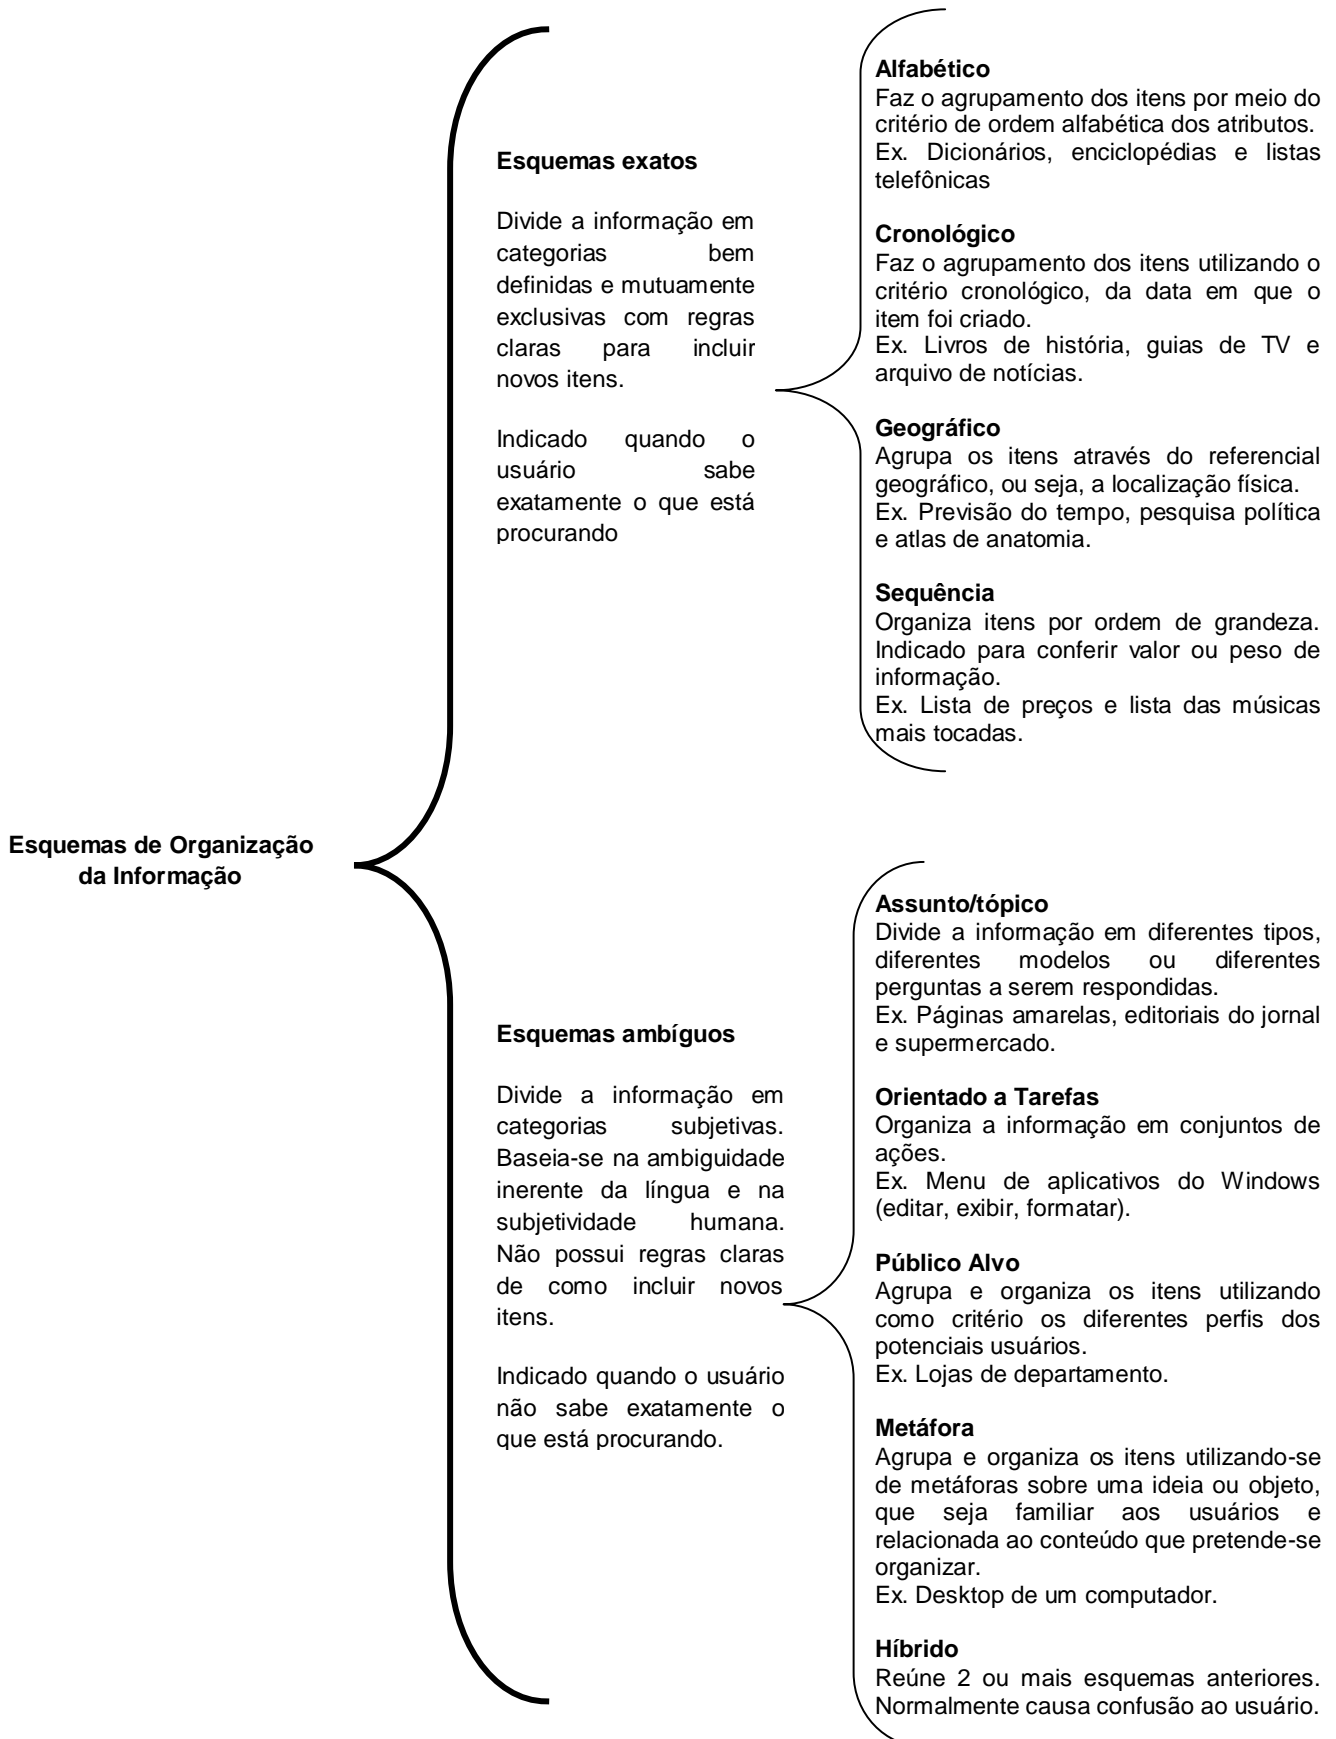 Esquemas de Organização
da Informação
Esquemas exatos
Divide a informação em
categorias bem
definidas e mutuamente
exclusivas com regras
claras para incluir
novos itens.
Indicado quando o
usuário sabe
exatamente o que está
procurando
Alfabético
Faz o agrupamento dos itens por meio do
critério de ordem alfabética dos atributos.
Ex. Dicionários, enciclopédias e listas
telefônicas
Cronológico
Faz o agrupamento dos itens utilizando o
critério cronológico, da data em que o
item foi criado.
Ex. Livros de história, guias de TV e
arquivo de notícias.
Geográfico
Agrupa os itens através do referencial
geográfico, ou seja, a localização física.
Ex. Previsão do tempo, pesquisa política
e atlas de anatomia.
Sequência
Organiza itens por ordem de grandeza.
Indicado para conferir valor ou peso de
informação.
Ex. Lista de preços e lista das músicas
mais tocadas.
Esquemas ambíguos
Divide a informação em
categorias subjetivas.
Baseia-se na ambiguidade
inerente da língua e na
subjetividade humana.
Não possui regras claras
de como incluir novos
itens.
Indicado quando o usuário
não sabe exatamente o
que está procurando.
Assunto/tópico
Divide a informação em diferentes tipos,
diferentes modelos ou diferentes
perguntas a serem respondidas.
Ex. Páginas amarelas, editoriais do jornal
e supermercado.
Orientado a Tarefas
Organiza a informação em conjuntos de
ações.
Ex. Menu de aplicativos do Windows
(editar, exibir, formatar).
Público Alvo
Agrupa e organiza os itens utilizando
como critério os diferentes perfis dos
potenciais usuários.
Ex. Lojas de departamento.
Metáfora
Agrupa e organiza os itens utilizando-se
de metáforas sobre uma ideia ou objeto,
que seja familiar aos usuários e
relacionada ao conteúdo que pretende-se
organizar.
Ex. Desktop de um computador.
Híbrido
Reúne 2 ou mais esquemas anteriores.
Normalmente causa confusão ao usuário.